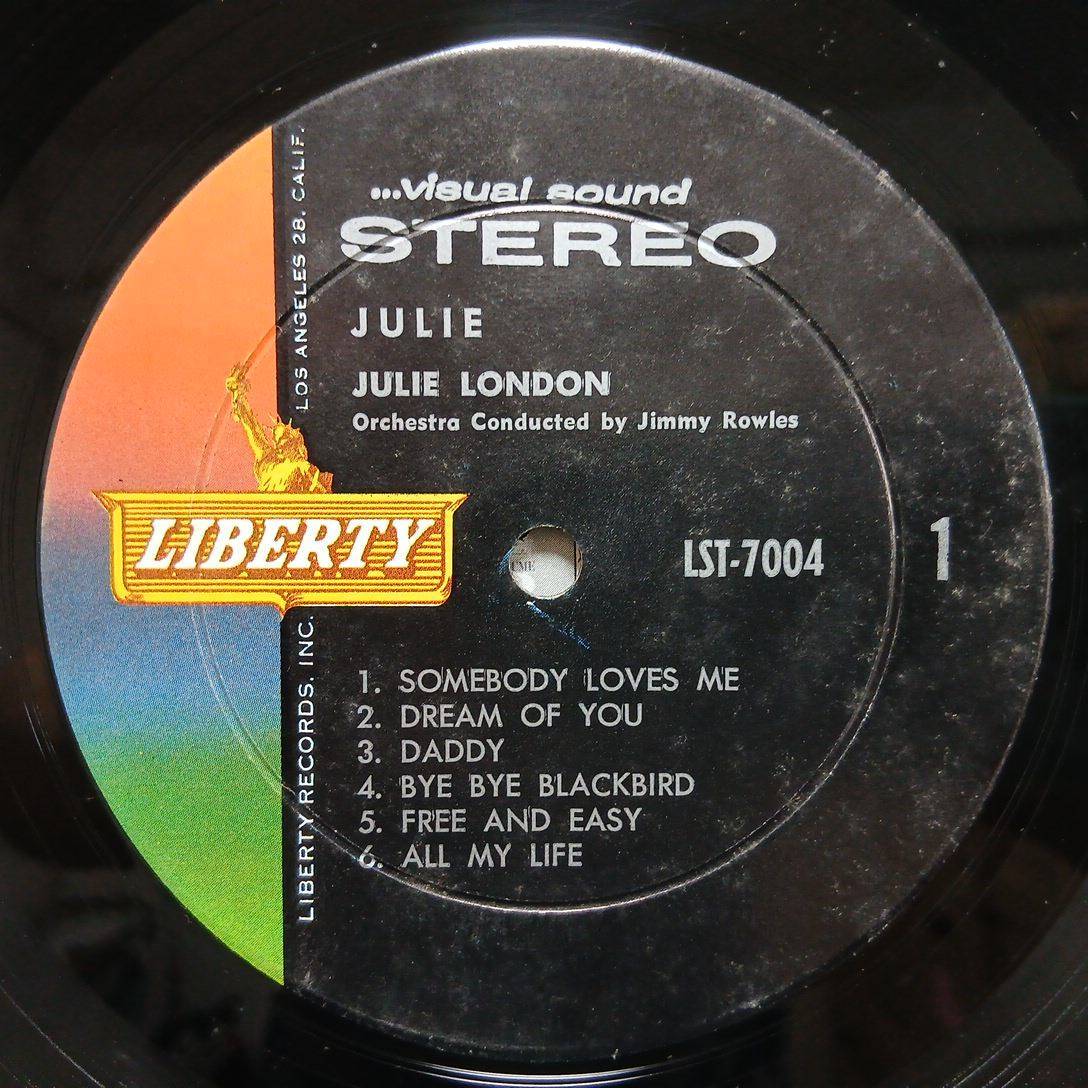 ...visual sound
STEREO
JULIE
JULIE LONDON
Orchestra Conducted by Jimmy Rowles
LIBERTY
LST-7004
1
1. SOMEBODY LOVES ME
2. DREAM OF YOU
3. DADDY
4. BYE BYE BLACKBIRD
5. FREE AND EASY
6. ALL MY LIFE
LIBERTY RECORDS, INC.
LOS ANGELES 28, CALIF.